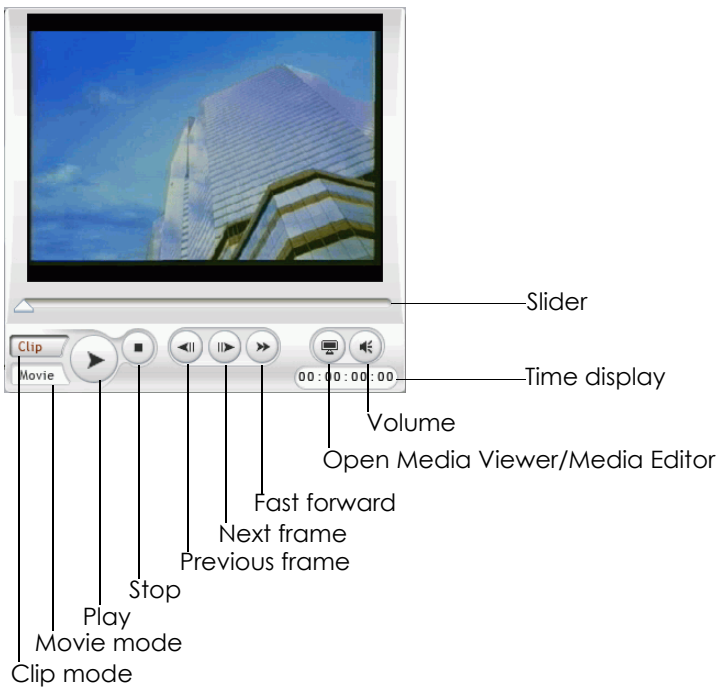 Slider
Clip
Movie
00:00:00:00
Time display
Volume
Open Media Viewer/Media Editor
Fast forward
Next frame
Previous frame
Stop
Play
Movie mode
Clip mode